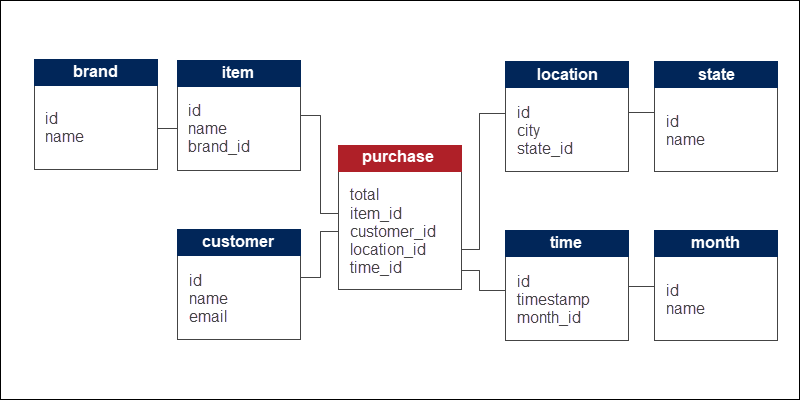 brand
id
name
item
id
name
brand_id
customer
id
name
email
purchase
total
item_id
customer_id
location_id
time_id
location
id
city
state_id
state
id
name
time
id
timestamp
month_id
month
id
name